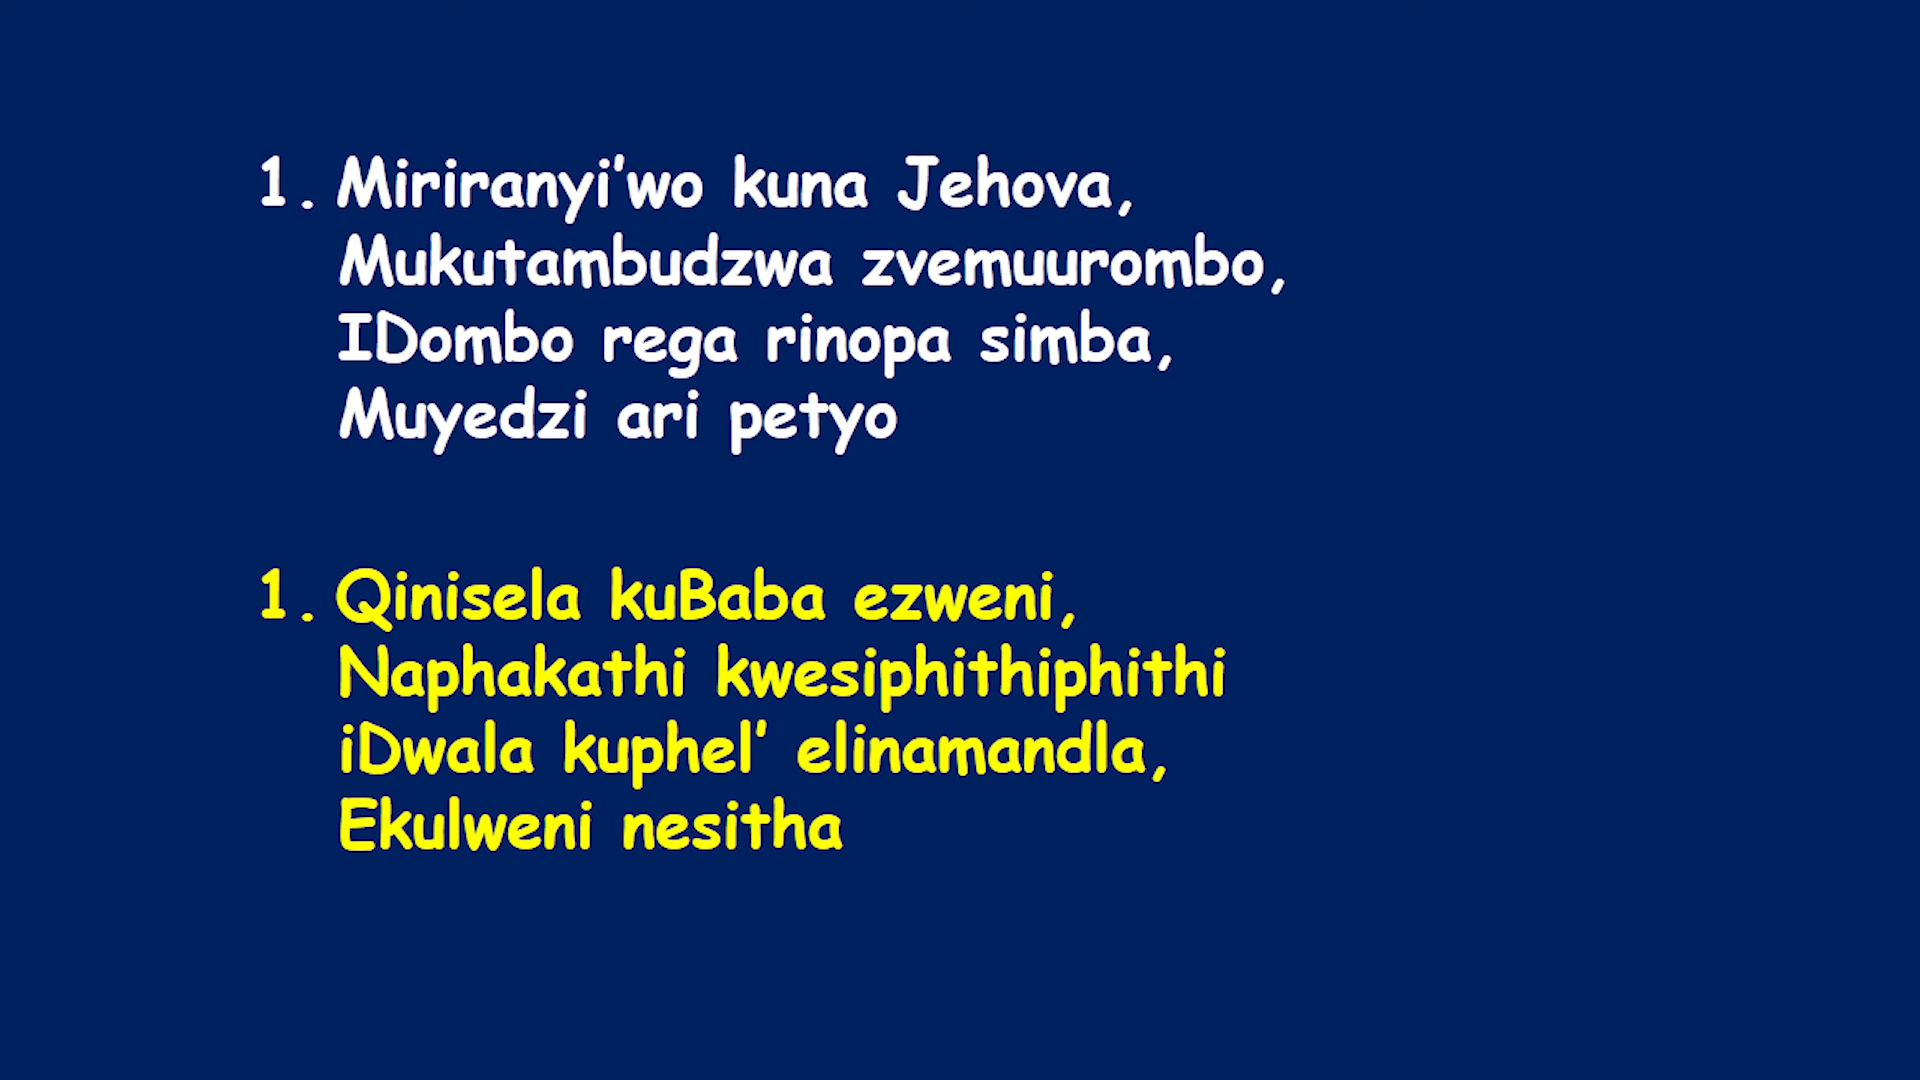 1. Miriranyi’wo kuna Jehova,
Mukutambudzwa zvemuurombo,
IDombo rega rinopa simba,
Muyedzi ari petyo
1. Qinisela kuBaba ezweni,
Naphakathi kwesiphithiphithi
iDwala kuphel’ elinamandla,
Ekulweni nesitha